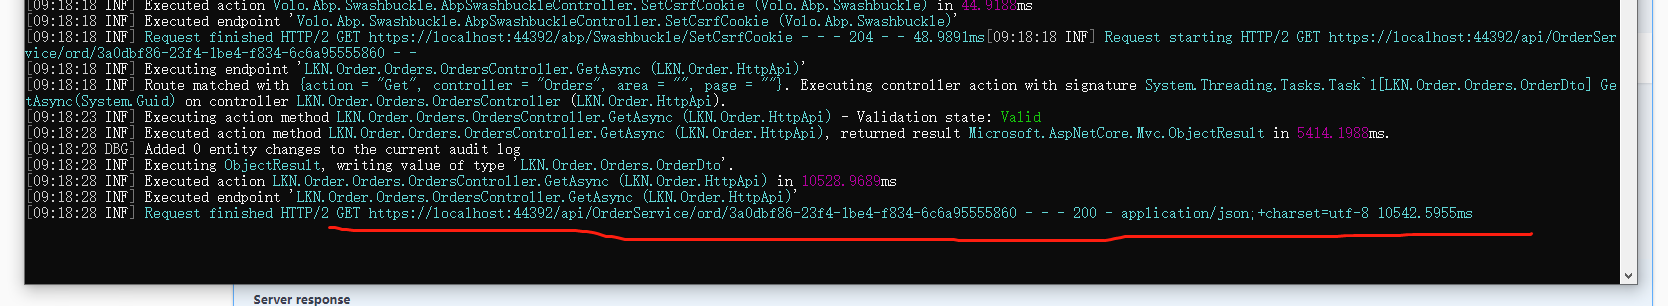 [09:18:18 INF] Executed action Volo.Abp.Swashbuckle.AbpSwashbuckleController.SetCsrfCookie (Volo.Abp.Swashbuckle) in 44.9188ms
[09:18:18 INF] Executed endpoint 'Volo.Abp.Swashbuckle.AbpSwashbuckleController.SetCsrfCookie (Volo.Abp.Swashbuckle)'
[09:18:18 INF] Request finished HTTP/2 GET https://localhost:44392/abp/Swashbuckle/SetCsrfCookie - - - 204 - - 48.9891ms[09:18:18 INF] Request starting HTTP/2 GET https://localhost:44392/api/OrderSer
vice/ord/3a0dbf86-23f4-1be4-f834-6c6a95555860 - -
[09:18:18 INF] Executing endpoint 'LKN.Order.Orders.OrdersController.GetAsync (LKN.Order.HttpApi)'
[09:18:18 INF] Route matched with {action = "Get", controller = "Orders", area = "", page = ""}. Executing controller action with signature System.Threading.Tasks.Task`1[LKN.Order.Orders.OrderDto] Ge
tAsync(System.Guid) on controller LKN.Order.Orders.OrdersController (LKN.Order.HttpApi).
[09:18:23 INF] Executing action method LKN.Order.Orders.OrdersController.GetAsync (LKN.Order.HttpApi) - Validation state: Valid
[09:18:28 INF] Executed action method LKN.Order.Orders.OrdersController.GetAsync (LKN.Order.HttpApi), returned result Microsoft.AspNetCore.Mvc.ObjectResult in 5414.1988ms.
[09:18:28 DBG] Added 0 entity changes to the current audit log
[09:18:28 INF] Executing ObjectResult, writing value of type 'LKN.Order.Orders.OrderDto'.
[09:18:28 INF] Executed action LKN.Order.Orders.OrdersController.GetAsync (LKN.Order.HttpApi) in 10528.9689ms
[09:18:28 INF] Executed endpoint 'LKN.Order.Orders.OrdersController.GetAsync (LKN.Order.HttpApi)'
[09:18:28 INF] Request finished HTTP/2 GET https://localhost:44392/api/OrderService/ord/3a0dbf86-23f4-1be4-f834-6c6a95555860 - - - 200 - application/json;+charset=utf-8 10542.5955ms
Server response